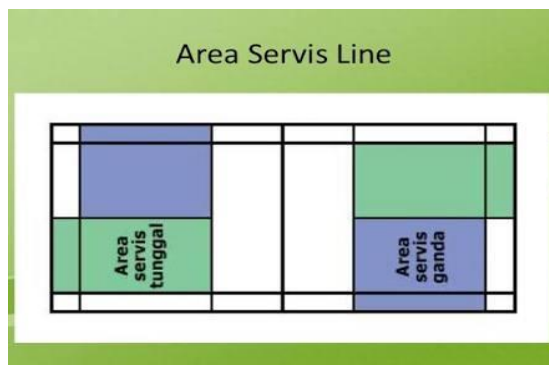 Area Servis Line
Area
servis
tunggal
Area
servis
ganda